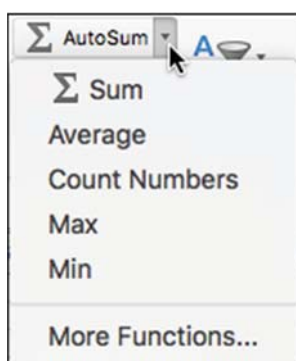 Σ AutoSum
A
Σ Sum
Average
Count Numbers
Max
Min
More Functions...